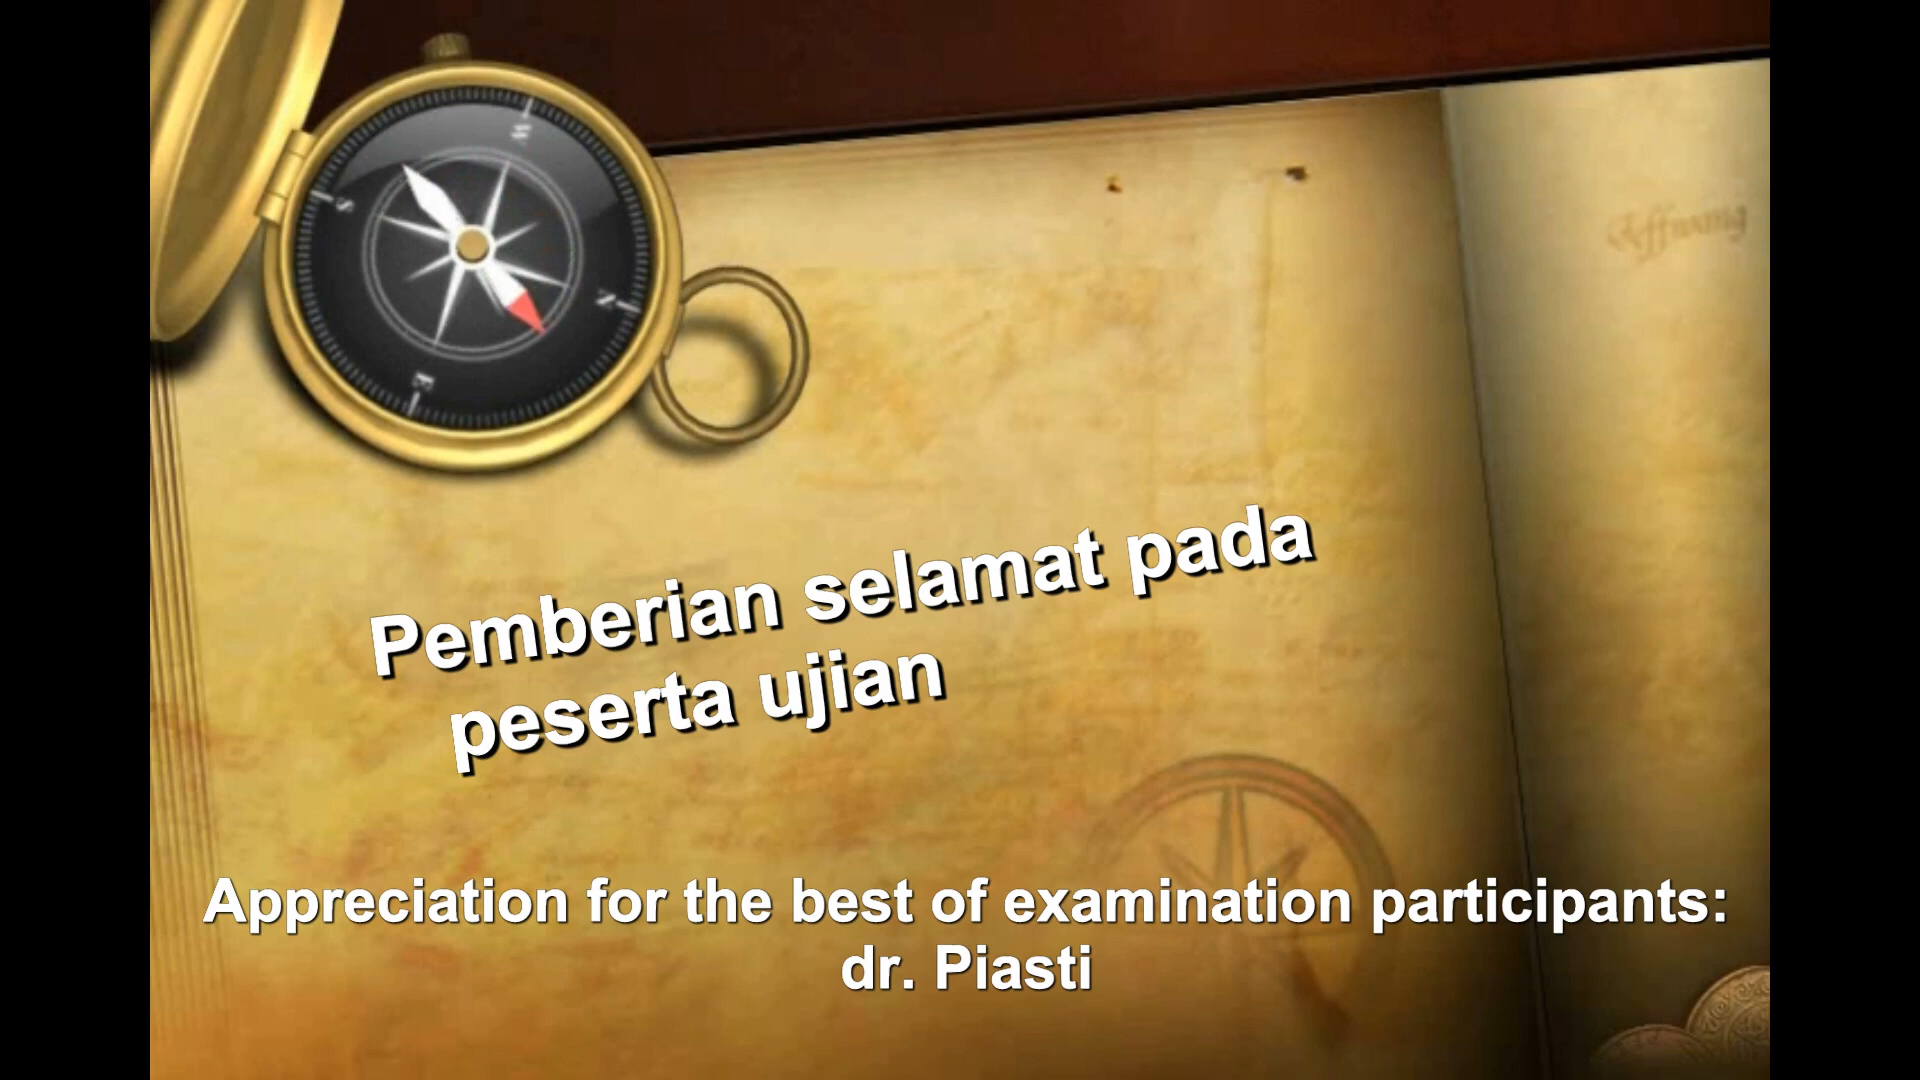 Pemberian selamat pada
peserta ujian
Appreciation for the best of examination participants:
dr. Piasti